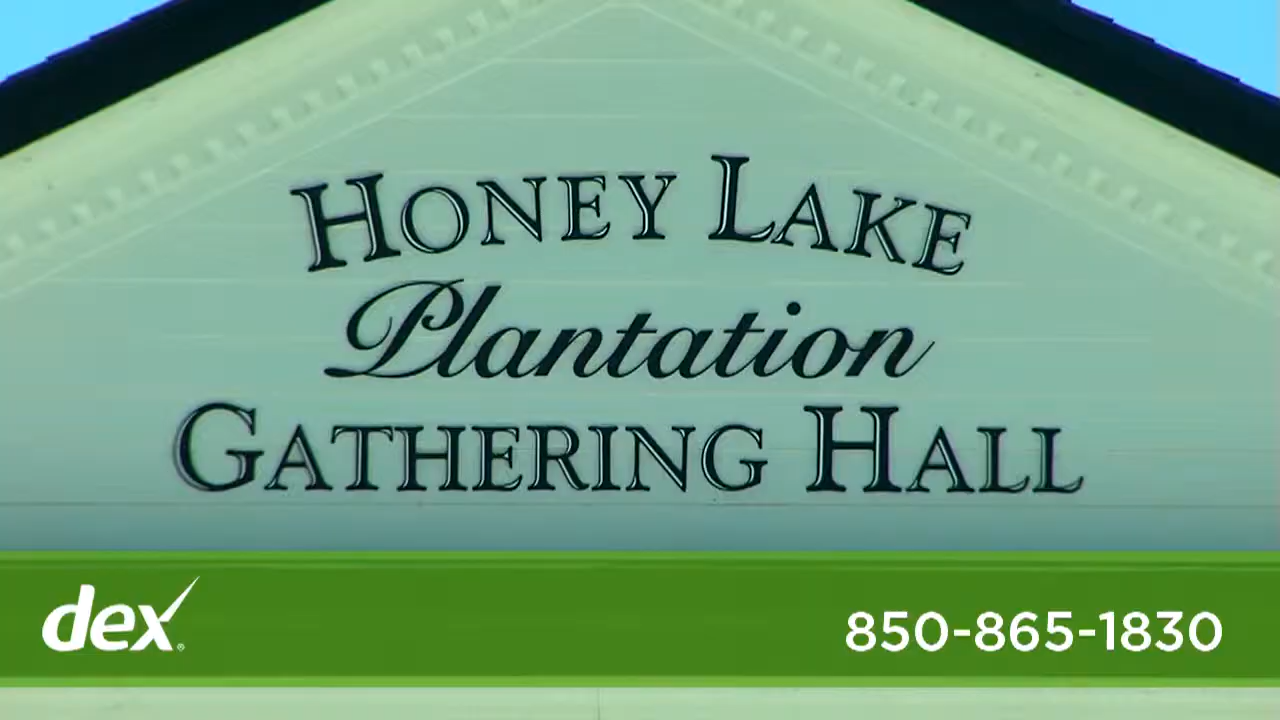 HONEY LAKE
Plantation
GATHERING HALL
dex®
850-865-1830